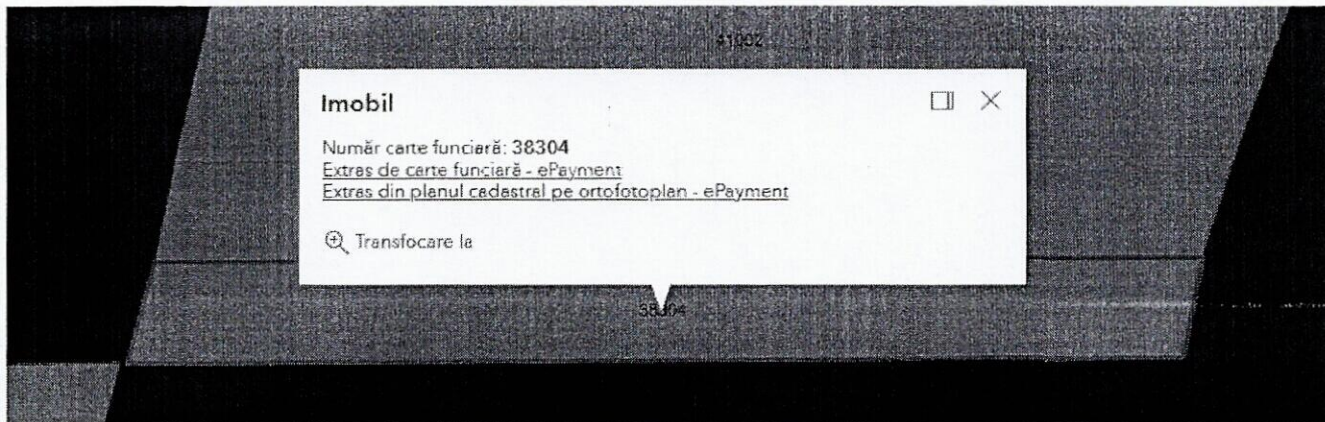 41002
Imobil
Număr carte funciară: 38304
Extras de carte funciară - ePayment
Extras din planul cadastral pe ortofotoplan - ePayment
Transfocare la
38304